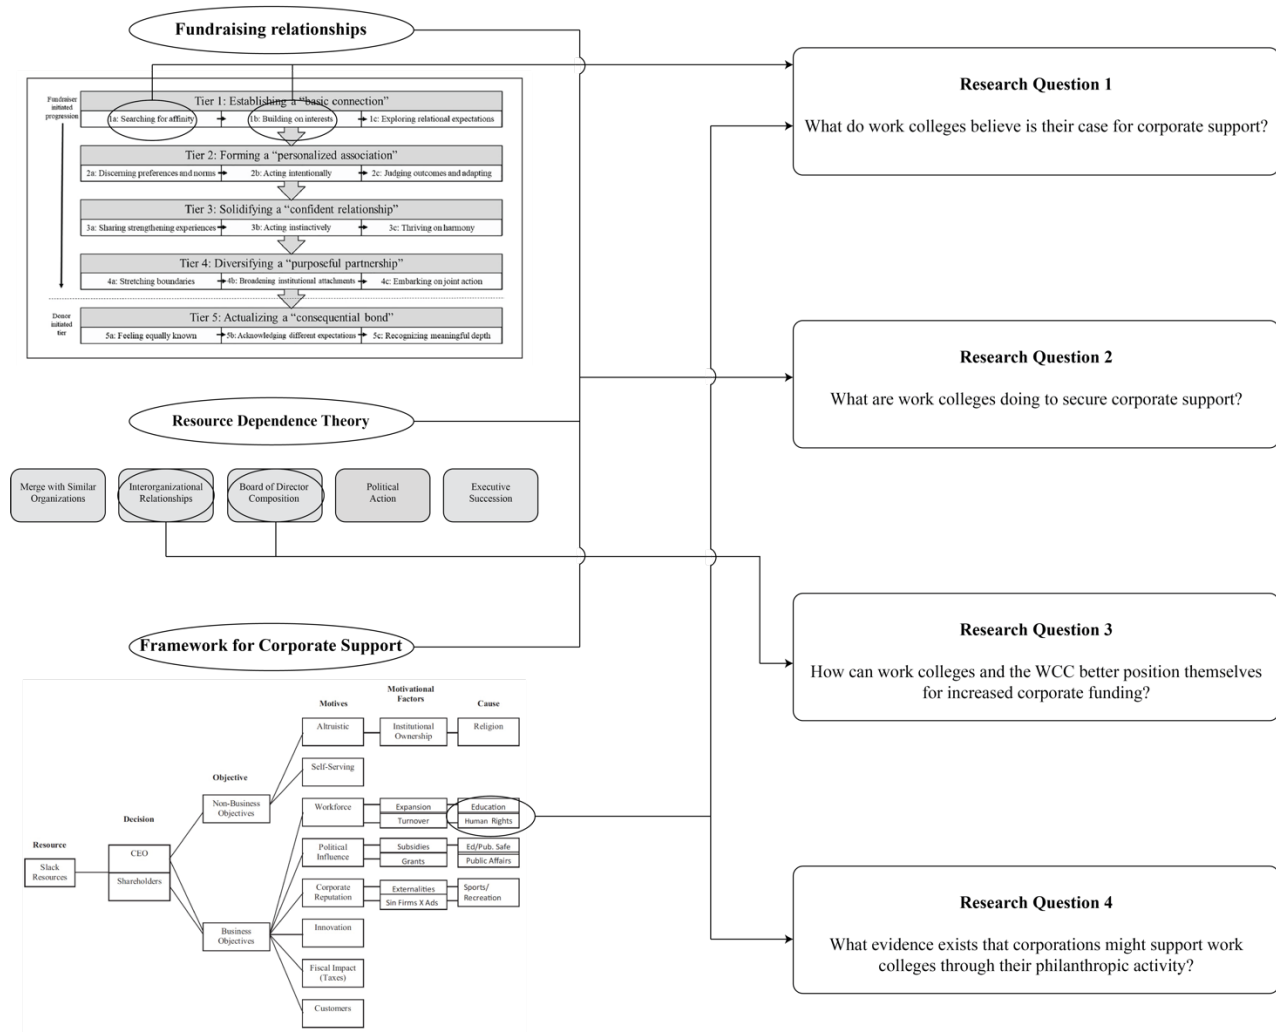 Fundraising relationships
Fundraiser
initiated
progression
Tier 1: Establishing a “basic connection”
1a: Searching for affinity
1b: Building on interests
1c: Exploring relational expectations
Tier 2: Forming a “personalized association”
2a: Discerning preferences and norms
2b: Acting intentionally
2c: Judging outcomes and adapting
Tier 3: Solidifying a “confident relationship”
3a: Sharing strengthening experiences
3b: Acting instinctively
3c: Thriving on harmony
Tier 4: Diversifying a “purposeful partnership”
4a: Stretching boundaries
4b: Broadening institutional attachments
4c: Embarking on joint action
Donor
initiated
tier
Tier 5: Actualizing a “consequential bond”
5a: Feeling equally known
5b: Acknowledging different expectations
5c: Recognizing meaningful depth
Resource Dependence Theory
Merge with Similar
Organizations
Interorganizational
Relationships
Board of Director
Composition
Political
Action
Executive
Succession
Framework for Corporate Support
Resource
Slack
Resources
Decision
CEO
Shareholders
Objective
Non-Business
Objectives
Business
Objectives
Motives
Altruistic
Self-Serving
Workforce
Political
Influence
Corporate
Reputation
Innovation
Fiscal Impact
(Taxes)
Customers
Motivational
Factors
Institutional
Ownership
Expansion
Turnover
Subsidies
Grants
Externalities
Sin Firms X Ads
Cause
Religion
Education
Human Rights
Ed/Pub. Safe
Public Affairs
Sports/
Recreation
Research Question 1
What do work colleges believe is their case for corporate support?
Research Question 2
What are work colleges doing to secure corporate support?
Research Question 3
How can work colleges and the WCC better position themselves
for increased corporate funding?
Research Question 4
What evidence exists that corporations might support work
colleges through their philanthropic activity?